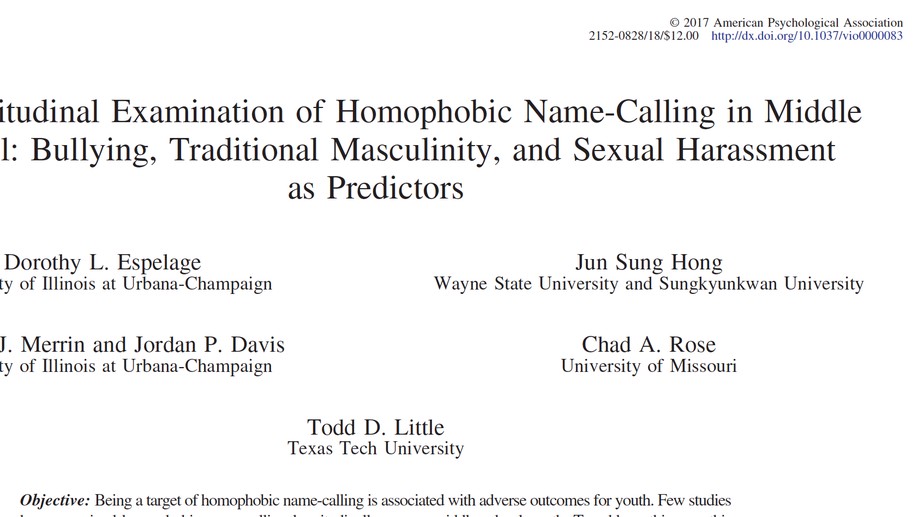 © 2017 American Psychological Association
2152-0828/18/$12.00 http://dx.doi.org/10.1037/vio0000083
itudinal Examination of Homophobic Name-Calling in Middle
l: Bullying, Traditional Masculinity, and Sexual Harassment
as Predictors
Dorothy L. Espelage
ty of Illinois at Urbana-Champaign
Jun Sung Hong
Wayne State University and Sungkyunkwan University
J. Merrin and Jordan P. Davis
ty of Illinois at Urbana-Champaign
Chad A. Rose
University of Missouri
Todd D. Little
Texas Tech University
Objective: Being a target of homophobic name-calling is associated with adverse outcomes for youth. Few studies